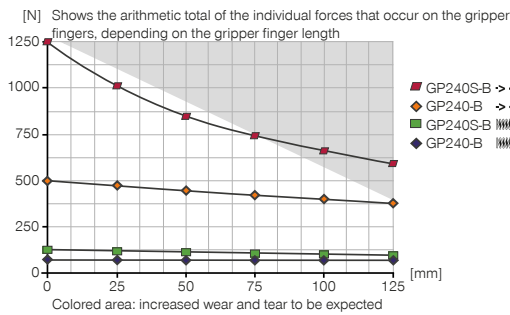 [N] Shows the arithmetic total of the individual forces that occur on the gripper
fingers, depending on the gripper finger length
1250
1000
750
500
250
0
0 25 50 75 100 125 [mm]
GP240S-B
GP240-B
GP240S-B
GP240-B
Colored area: increased wear and tear to be expected